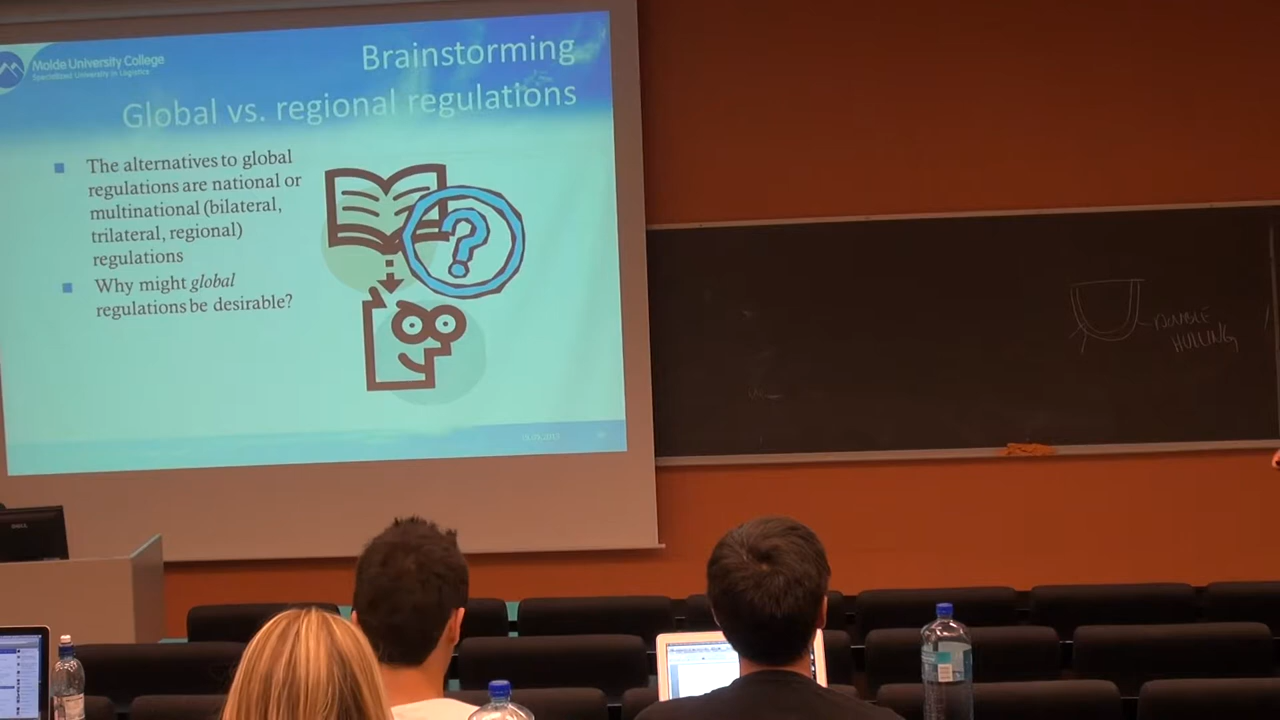 Molde University College
Specialized University in Logistics
Brainstorming
Global vs. regional regulations
The alternatives to global
regulations are national or
multinational (bilateral,
trilateral, regional)
regulations
Why might global
regulations be desirable?
?
DOUBLE
HULLING
DELL